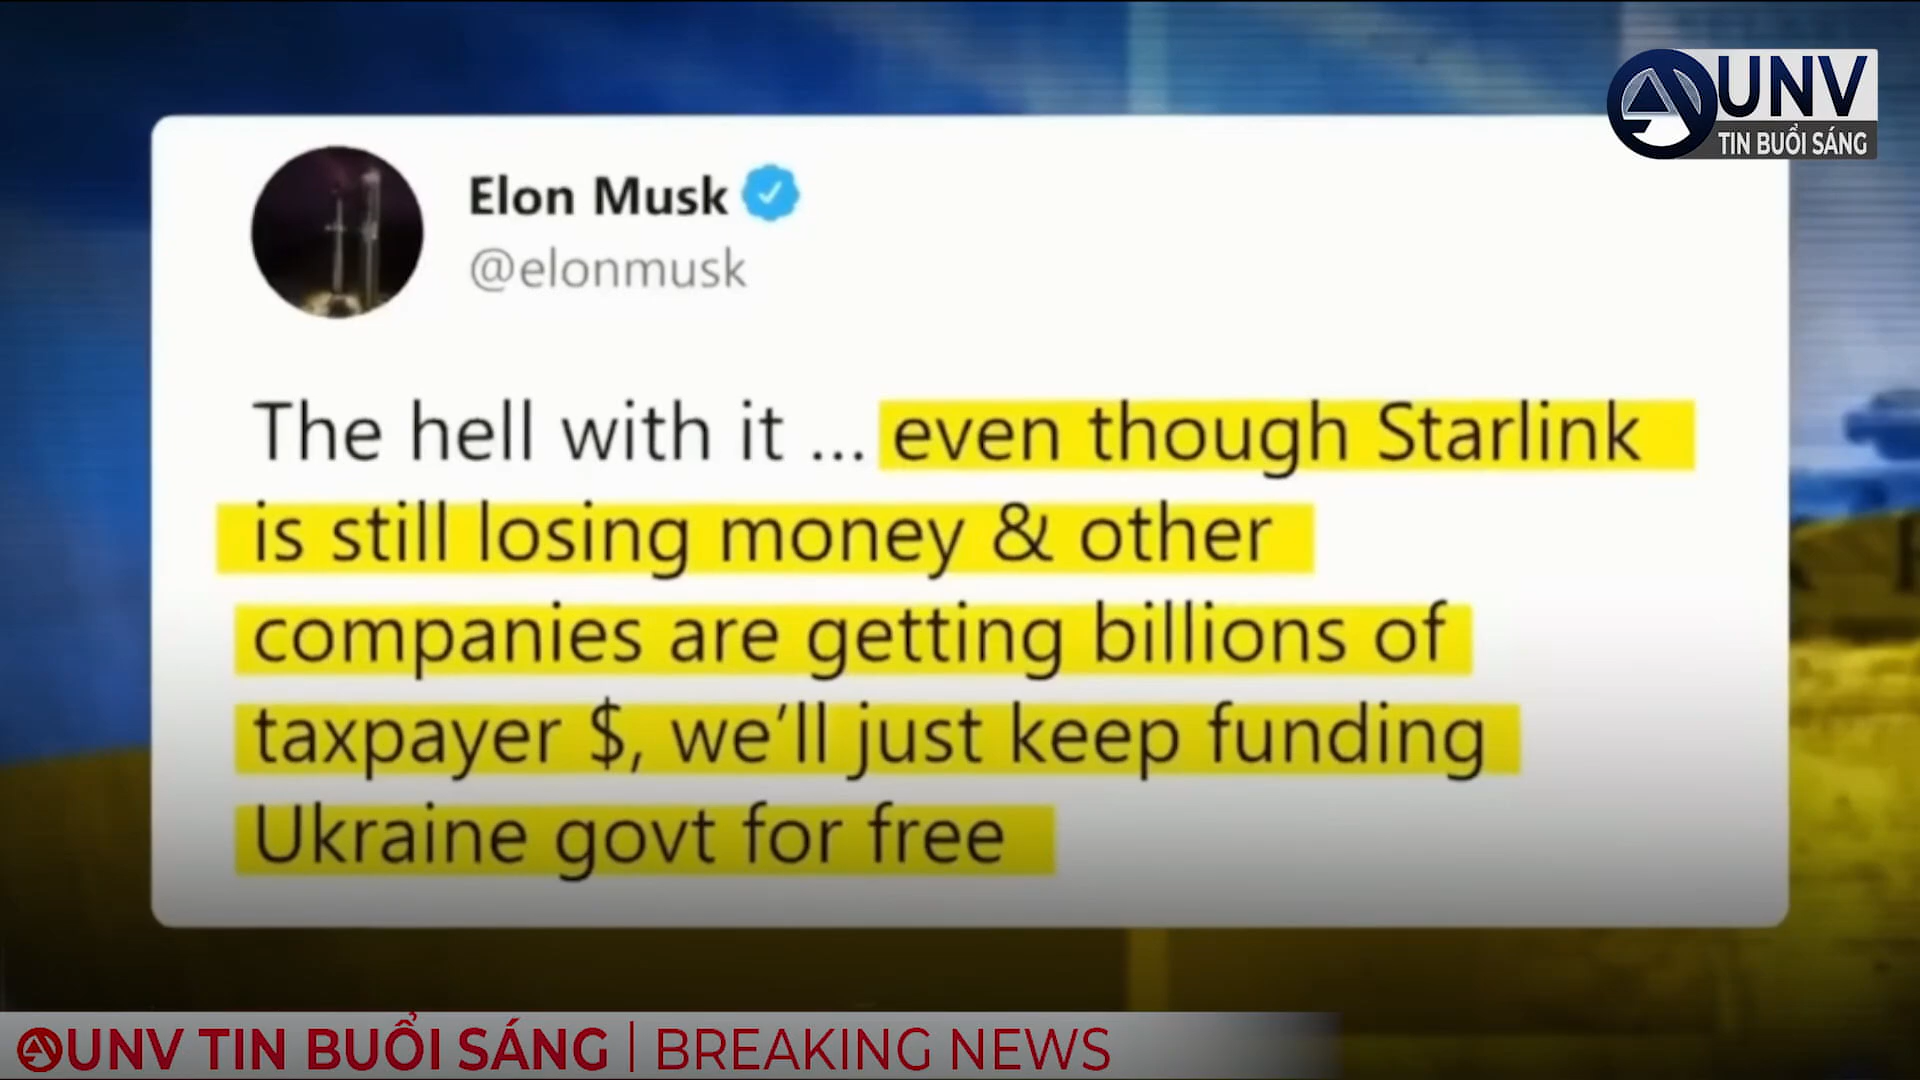 UNV
TIN BUỔI SÁNG
Elon Musk
@elonmusk
The hell with it ... even though Starlink
is still losing money & other
companies are getting billions of
taxpayer $, we'll just keep funding
Ukraine govt for free
UNV TIN BUỔI SÁNG | BREAKING NEWS